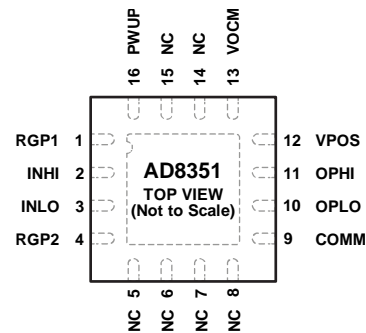 PWUP
NC
NC
VOCM
16
15
14
13
RGP1 1
INHI 2
INLO 3
RGP2 4
AD8351
TOP VIEW
(Not to Scale)
12 VPOS
11 OPHI
10 OPLO
9 COMM
5
6
7
8
NC
NC
NC
NC